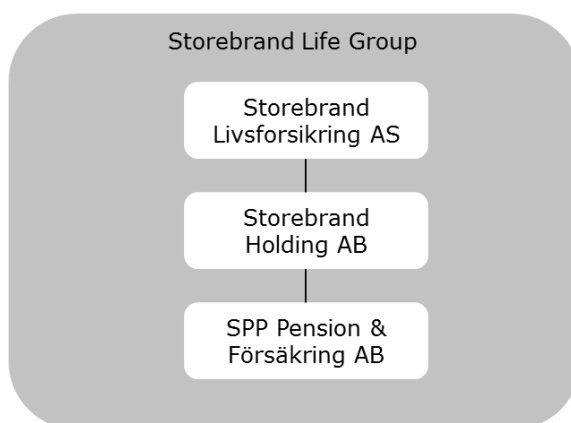 Storebrand Life Group
Storebrand
Livsforsikring AS
Storebrand
Holding AB
SPP Pension &
Försäkring AB